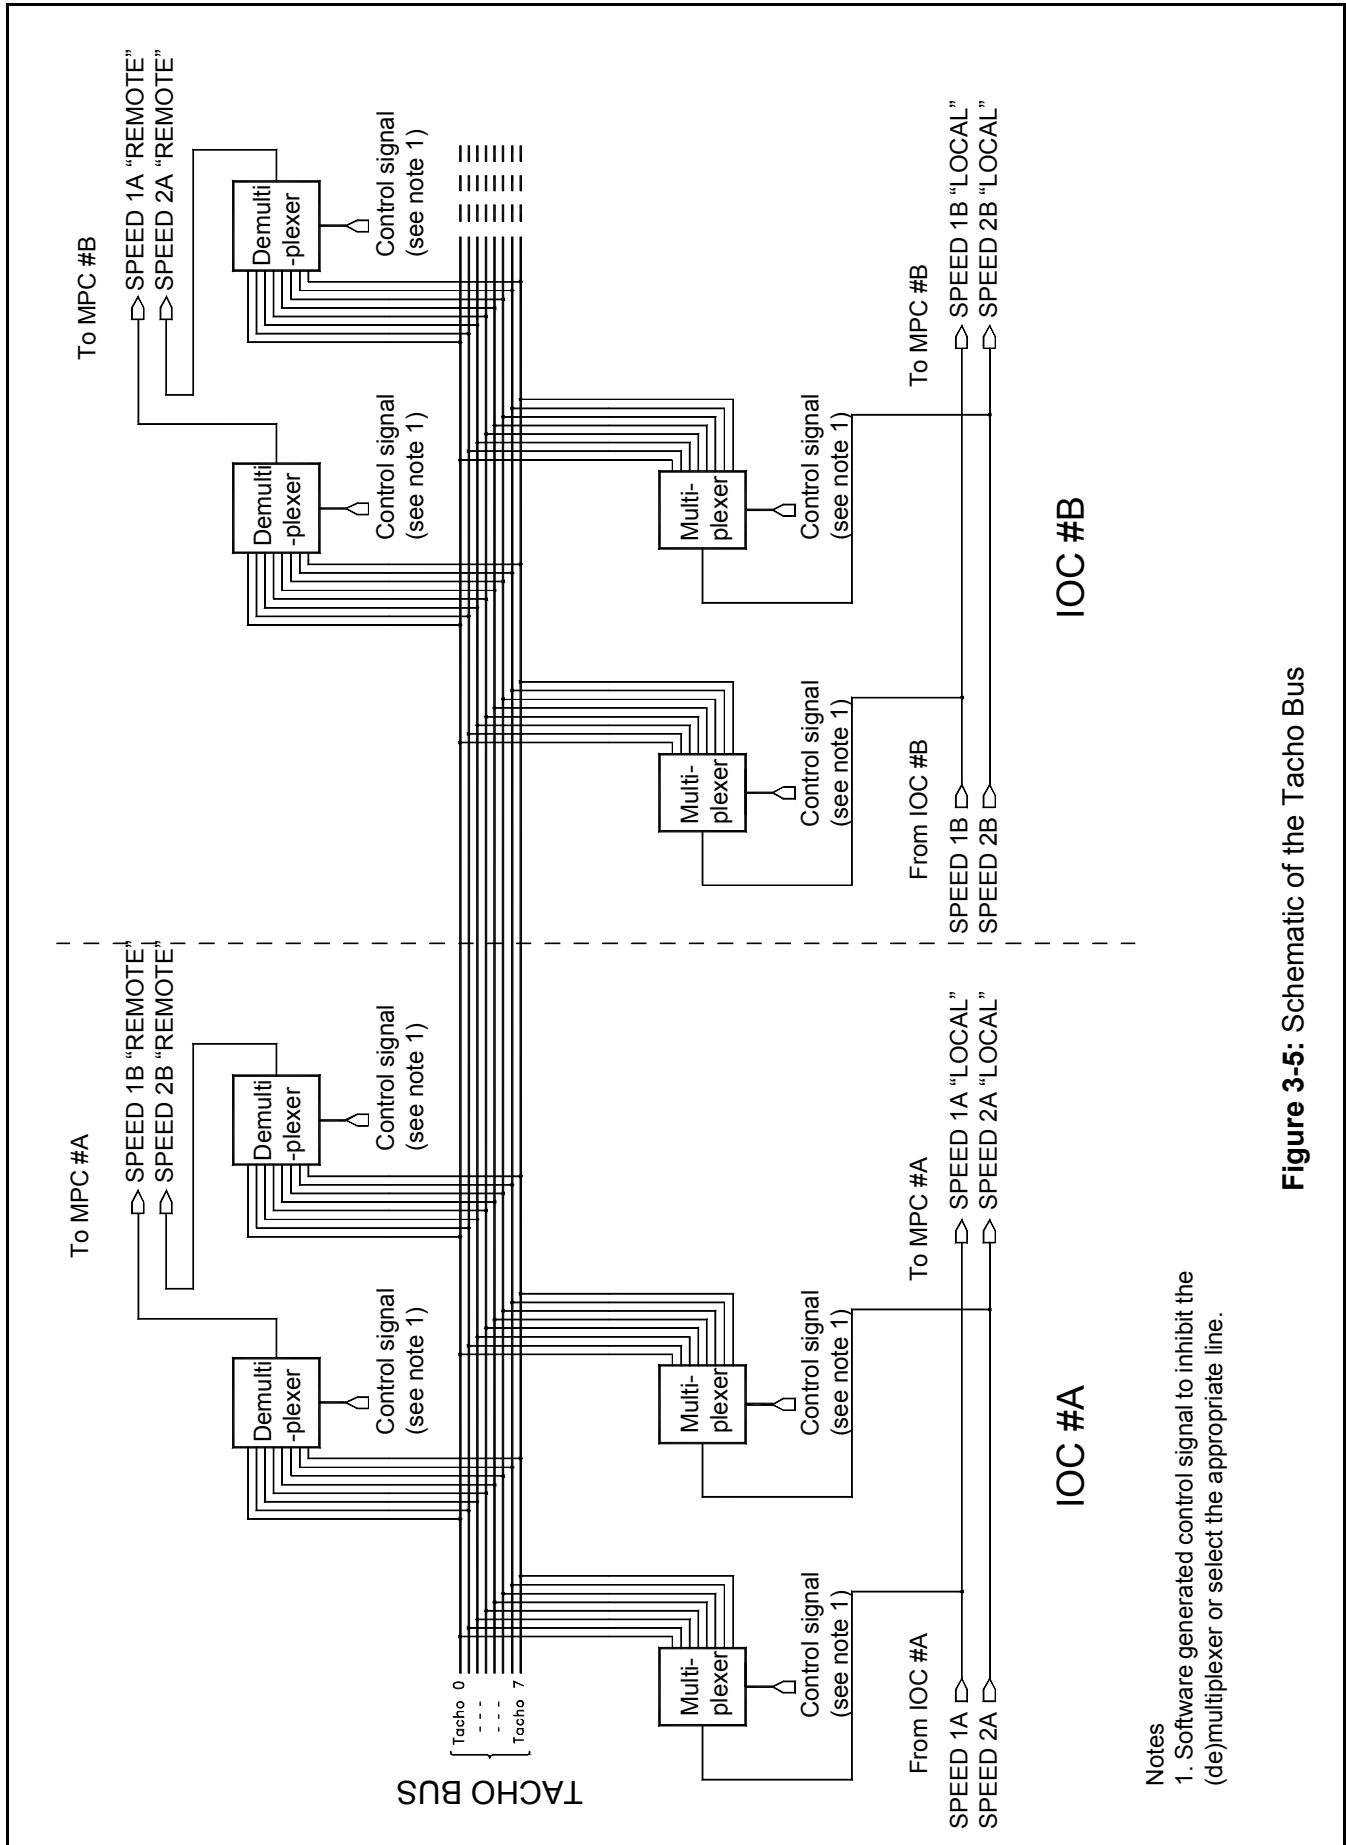 To MPC #A
SPEED 1B “REMOTE”
SPEED 2B “REMOTE”
To MPC #B
SPEED 1A “REMOTE”
SPEED 2A “REMOTE”
Demulti
-plexer
Demulti
-plexer
Demulti
-plexer
Demulti
-plexer
Control signal
(see note 1)
Control signal
(see note 1)
Control signal
(see note 1)
Control signal
(see note 1)
TACHO BUS
Tacho 0
- - -
- - -
Tacho 7
Multi-
plexer
Multi-
plexer
Multi-
plexer
Multi-
plexer
Control signal
(see note 1)
Control signal
(see note 1)
Control signal
(see note 1)
Control signal
(see note 1)
From IOC #A
SPEED 1A
SPEED 2A
To MPC #A
SPEED 1A “LOCAL”
SPEED 2A “LOCAL”
From IOC #B
SPEED 1B
SPEED 2B
To MPC #B
SPEED 1B “LOCAL”
SPEED 2B “LOCAL”
IOC #A
IOC #B
Notes
1. Software generated control signal to inhibit the
(de)multiplexer or select the appropriate line.
Figure 3-5: Schematic of the Tacho Bus